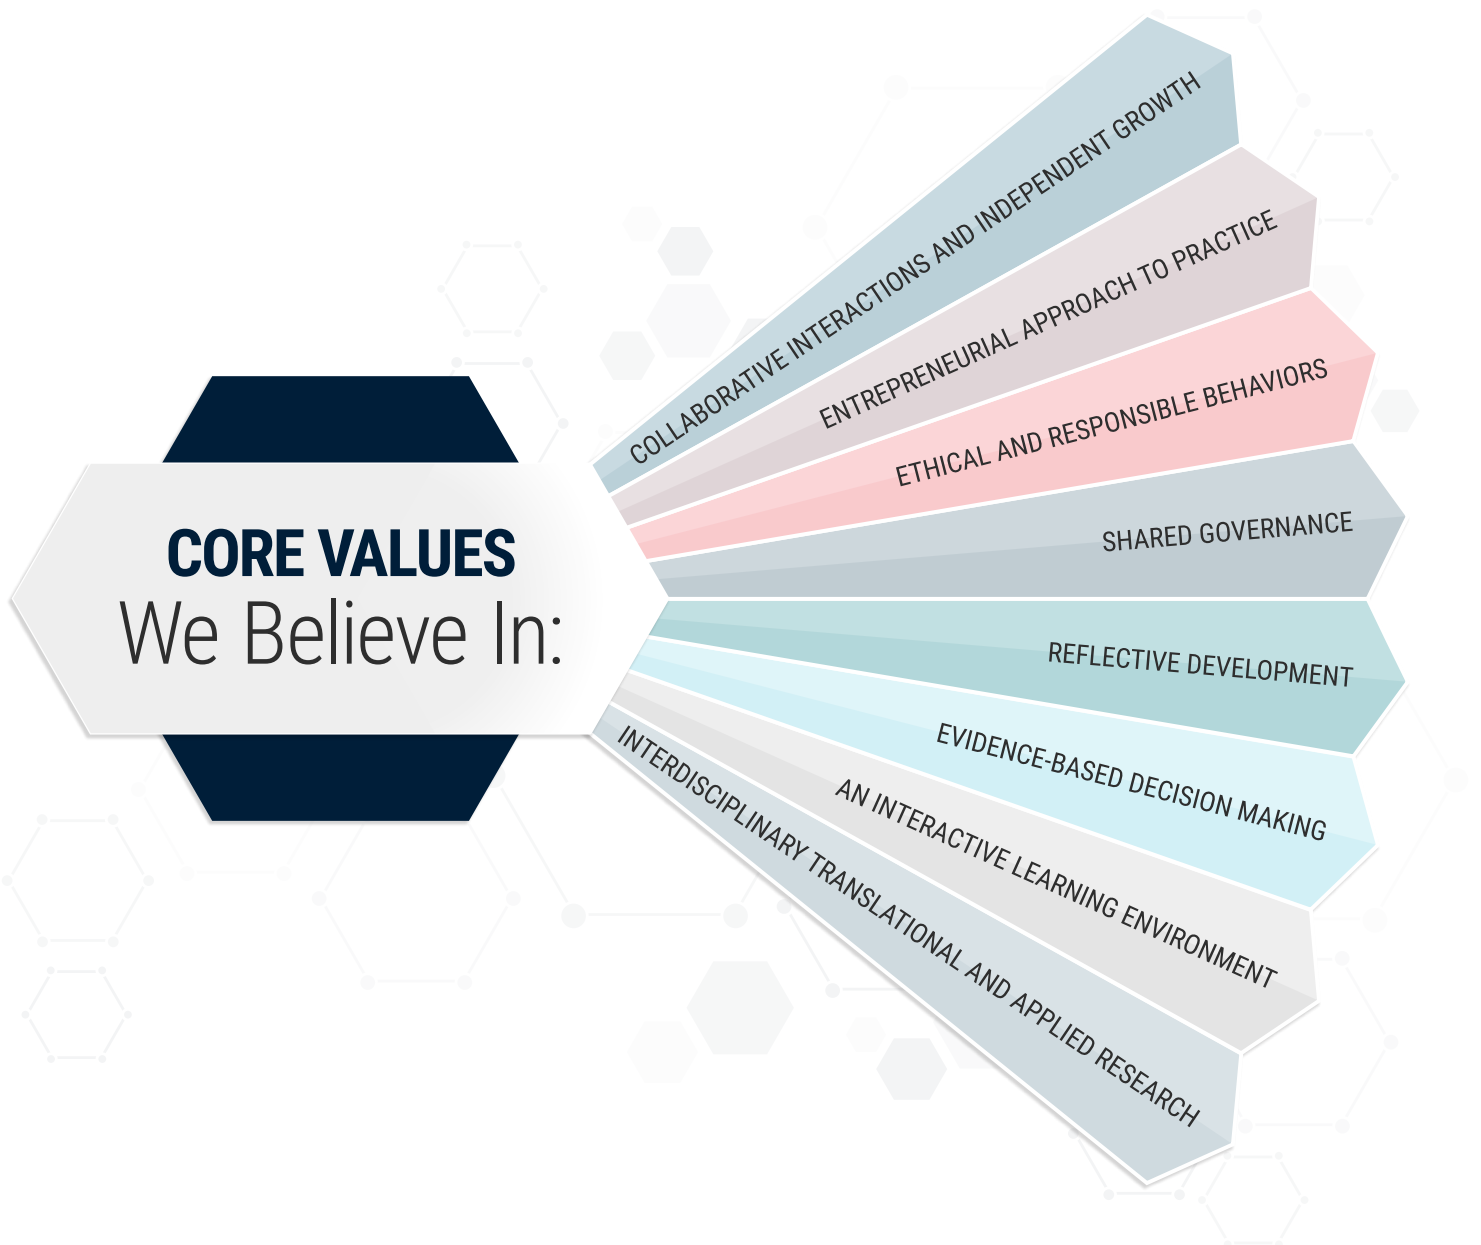 CORE VALUES
We Believe In:
COLLABORATIVE INTERACTIONS AND INDEPENDENT GROWTH
ENTREPRENEURIAL APPROACH TO PRACTICE
ETHICAL AND RESPONSIBLE BEHAVIORS
SHARED GOVERNANCE
REFLECTIVE DEVELOPMENT
EVIDENCE-BASED DECISION MAKING
AN INTERACTIVE LEARNING ENVIRONMENT
INTERDISCIPLINARY TRANSLATIONAL AND APPLIED RESEARCH